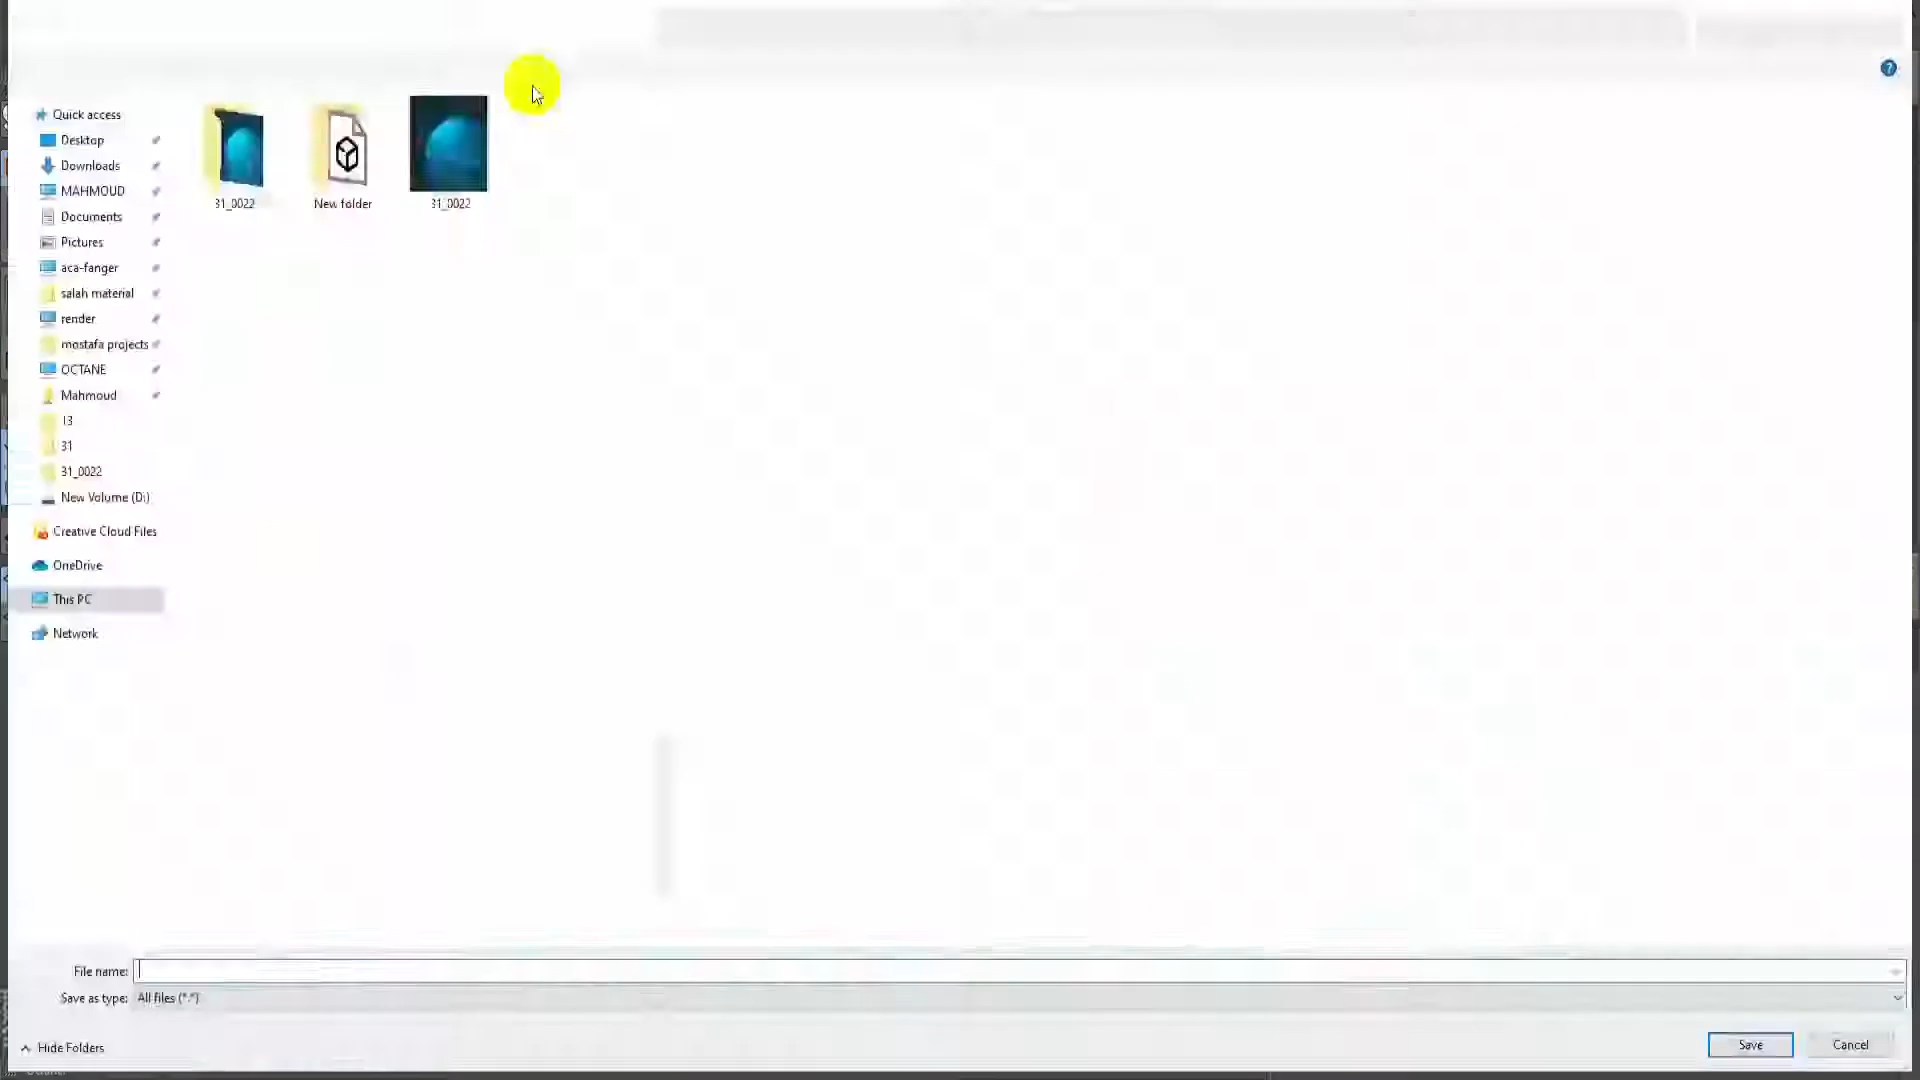 Quick access
Desktop
Downloads
MAHMOUD
Documents
Pictures
aca-fanger
salah material
render
mostafa projects
OCTANE
Mahmoud
13
31
31_0022
New Volume (D:)
Creative Cloud Files
OneDrive
This PC
Network
31_0022
New folder
31_0022
?
File name:
Save as type: All files (*.*)
Hide Folders
Save
Cancel